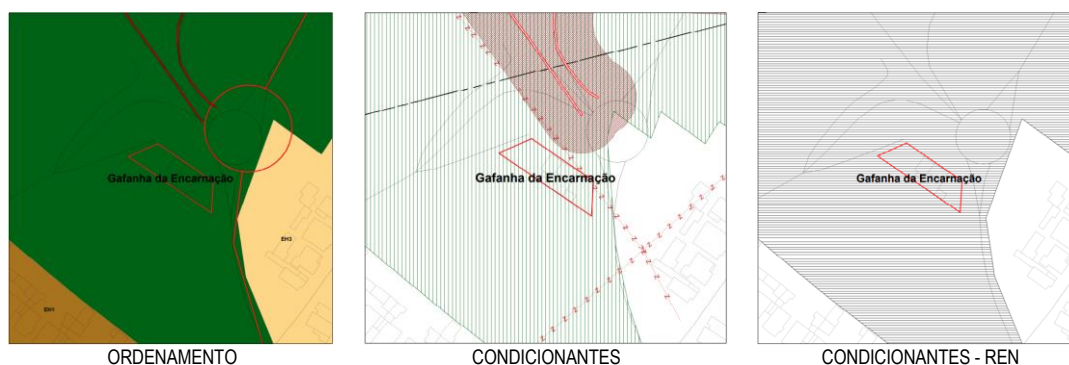 Gafanha da Encarnação
EH3
EH1
ORDENAMENTO
Gafanha da Encarnação
CONDICIONANTES
Gafanha da Encarnação
CONDICIONANTES - REN